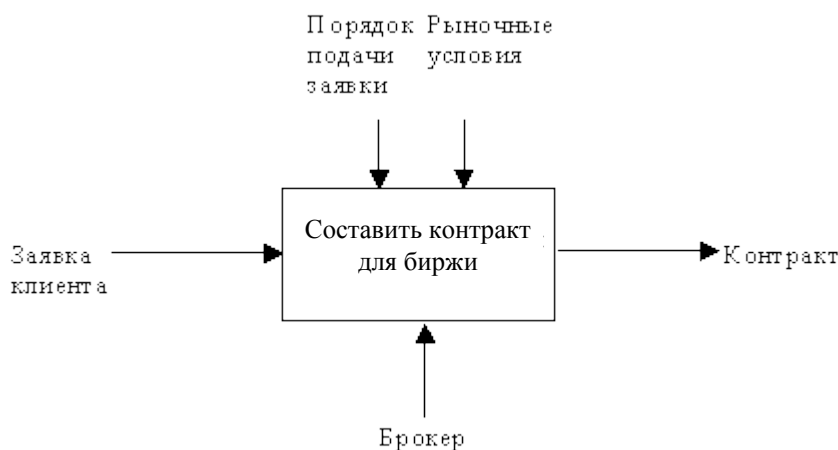 Порядок
подачи
заявки
Рыночные
условия
Составить контракт
для биржи
Заявка
клиента
Контракт
Брокер